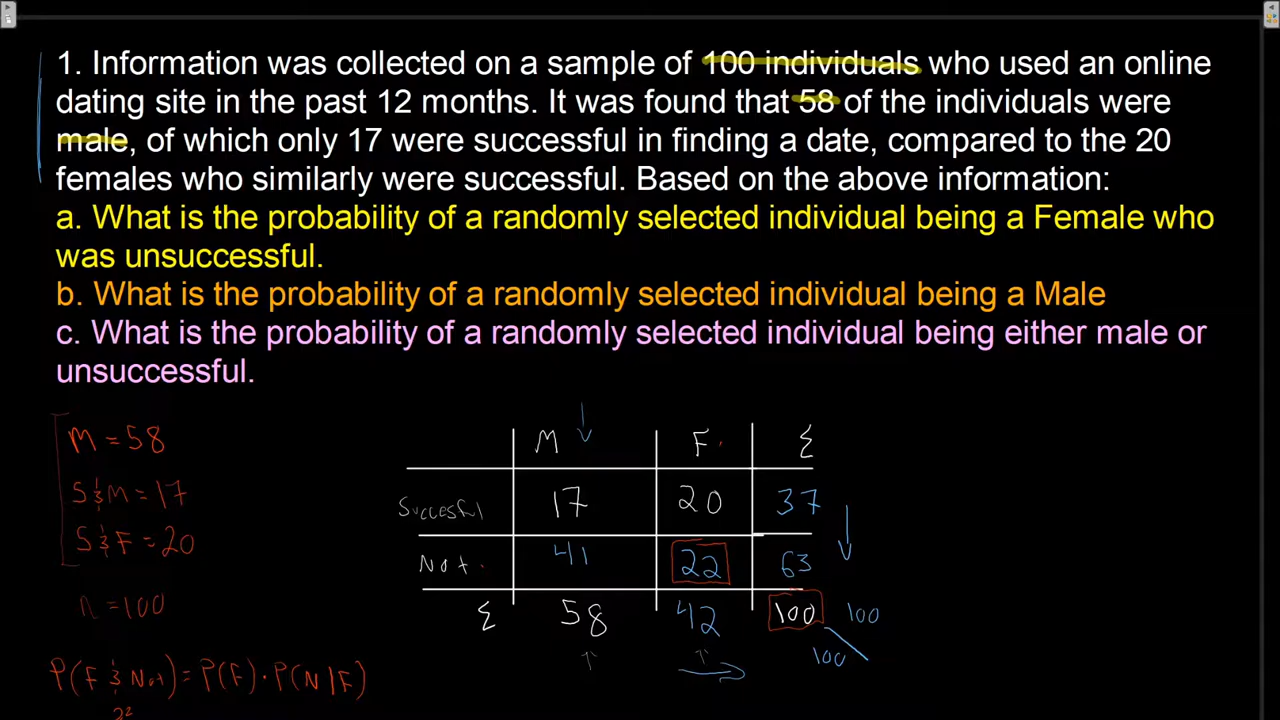 1. Information was collected on a sample of 100 individuals who used an online
dating site in the past 12 months. It was found that 58 of the individuals were
male, of which only 17 were successful in finding a date, compared to the 20
females who similarly were successful. Based on the above information:
a. What is the probability of a randomly selected individual being a Female who
was unsuccessful.
b. What is the probability of a randomly selected individual being a Male
c. What is the probability of a randomly selected individual being either male or
unsuccessful.
M = 58
S & M = 17
S & F = 20
n = 100
M F Σ
Succesful 17 20 37
Not 41 22 63
Σ 58 42 100 100
100
P(F & Not) = P(F) · P(N|F)
22